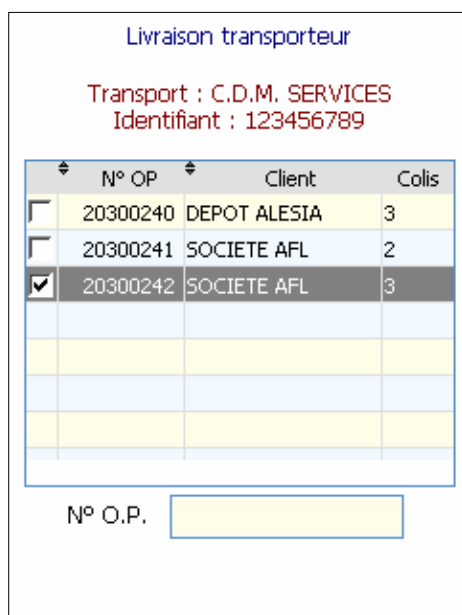 Livraison transporteur
Transport : C.D.M. SERVICES
Identifiant : 123456789
N° OP Client Colis
20300240 DEPOT ALESIA 3
20300241 SOCIETE AFL 2
20300242 SOCIETE AFL 3
N° O.P.